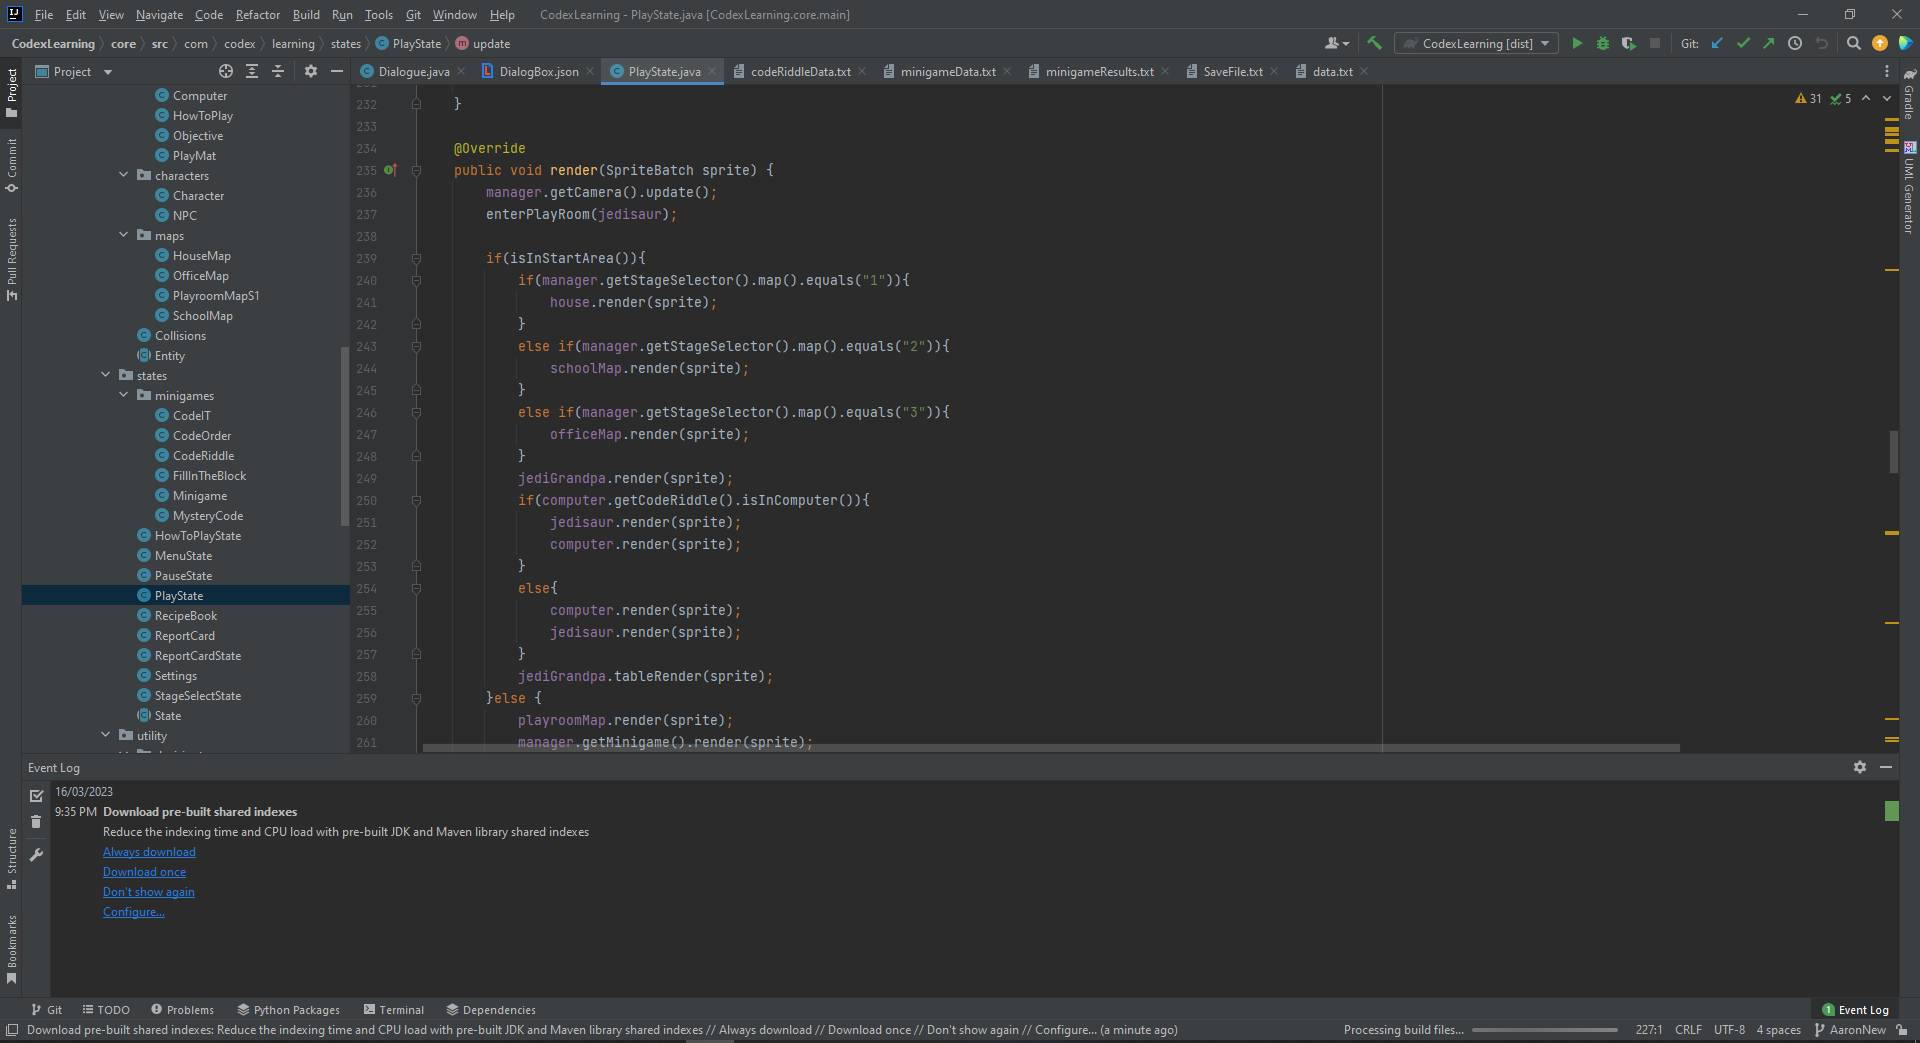 File Edit View Navigate Code Refactor Build Run Tools Git Window Help CodexLearning - PlayState.java [CodexLearning.core.main]
CodexLearning core src com codex learning states PlayState update CodexLearning [dist] Git:
Project Dialogue.java DialogBox.json PlayState.java codeRiddleData.txt minigameData.txt minigameResults.txt SaveFile.txt data.txt
Project
Commit
Pull Requests
Structure
Bookmarks
Computer
HowToPlay
Objective
PlayMat
characters
Character
NPC
maps
HouseMap
OfficeMap
PlayroomMapS1
SchoolMap
Collisions
Entity
states
minigames
CodeIT
CodeOrder
CodeRiddle
FillInTheBlock
Minigame
MysteryCode
HowToPlayState
MenuState
PauseState
PlayState
RecipeBook
ReportCard
ReportCardState
Settings
StageSelectState
State
utility
31 5
232 }
233
234 @Override
235 public void render(SpriteBatch sprite) {
236 manager.getCamera().update();
237 enterPlayRoom(jedisaur);
238
239 if(isInStartArea()){
240 if(manager.getStageSelector().map().equals("1")){
241 house.render(sprite);
242 }
243 else if(manager.getStageSelector().map().equals("2")){
244 schoolMap.render(sprite);
245 }
246 else if(manager.getStageSelector().map().equals("3")){
247 officeMap.render(sprite);
248 }
249 jediGrandpa.render(sprite);
250 if(computer.getCodeRiddle().isInComputer()){
251 jedisaur.render(sprite);
252 computer.render(sprite);
253 }
254 else{
255 computer.render(sprite);
256 jedisaur.render(sprite);
257 }
258 jediGrandpa.tableRender(sprite);
259 }else {
260 playroomMap.render(sprite);
261 manager.getMinigame().render(sprite);
Gradle
UML Generator
Event Log
16/03/2023
9:35 PM Download pre-built shared indexes
Reduce the indexing time and CPU load with pre-built JDK and Maven library shared indexes
Always download
Download once
Don't show again
Configure...
Git TODO Problems Python Packages Terminal Dependencies 1 Event Log
Download pre-built shared indexes: Reduce the indexing time and CPU load with pre-built JDK and Maven library shared indexes // Always download // Download once // Don't show again // Configure... (a minute ago) Processing build files... 227:1 CRLF UTF-8 4 spaces AaronNew